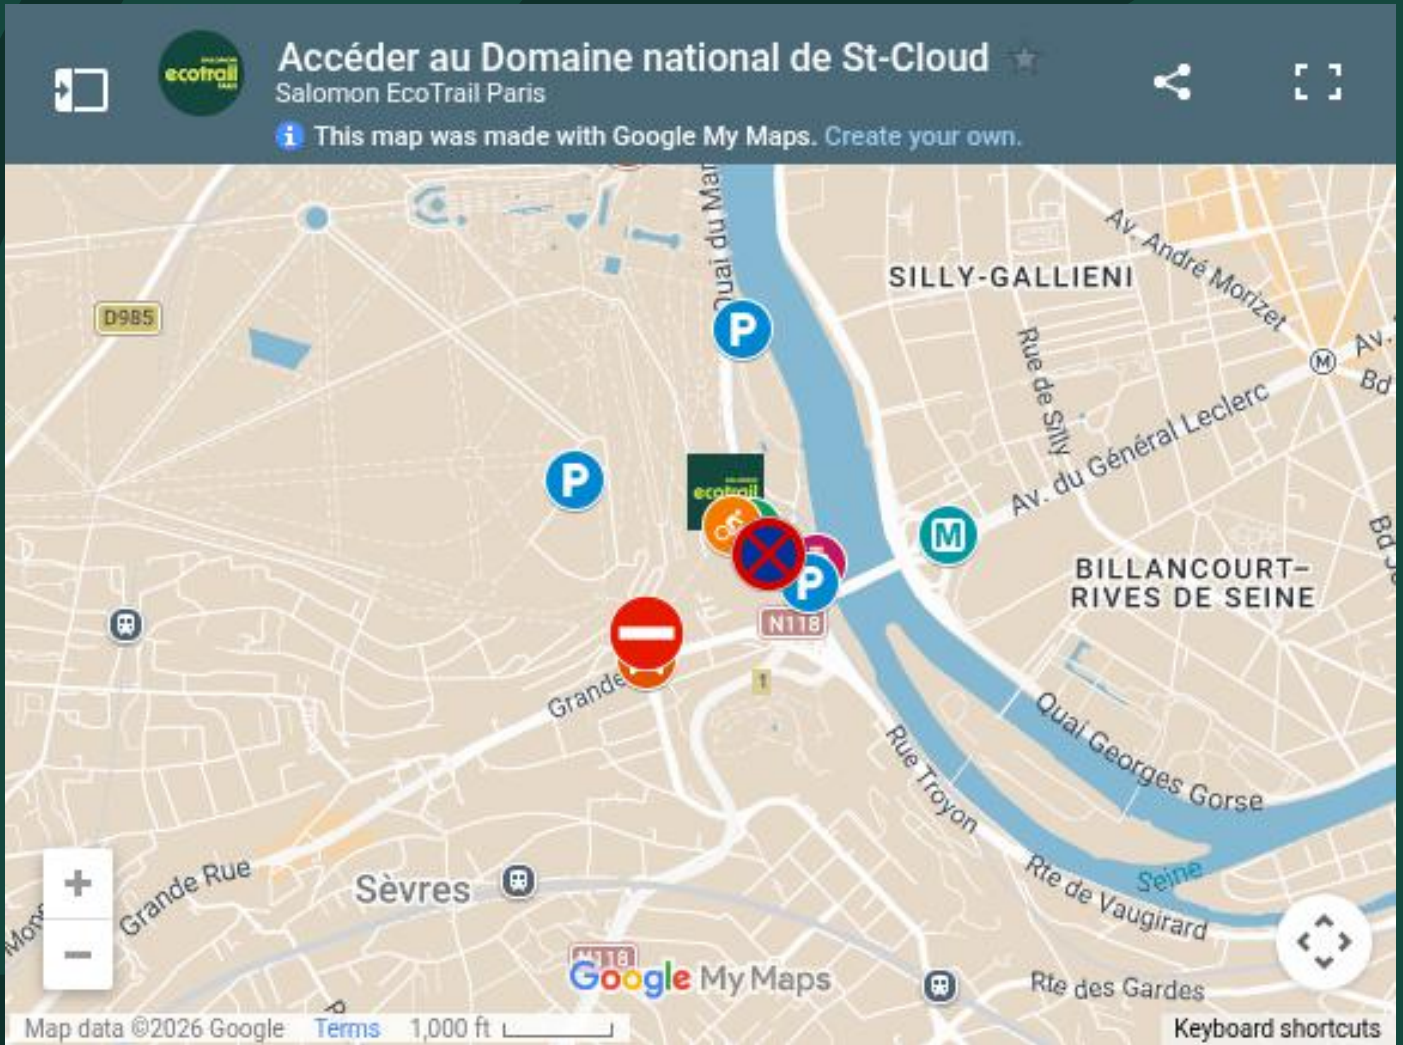 Accéder au Domaine national de St-Cloud
ecotrail
Salomon EcoTrail Paris
This map was made with Google My Maps. Create your own.
Av. André Morizet
SILLY-GALLIENI
D985
P
Rue de Silly
M
Av.
Bd
Av. du Général Leclerc
P
ecotrail
M
BILLANCOURT-
RIVES DE SEINE
P
N118
1
Grande
Quai Georges Gorse
Rue Troyon
Grande Rue
Sèvres
Seine
Rte de Vaugirard
N118
Google My Maps
Rte des Gardes
Map data ©2026 Google
Terms
1,000 ft
Keyboard shortcuts